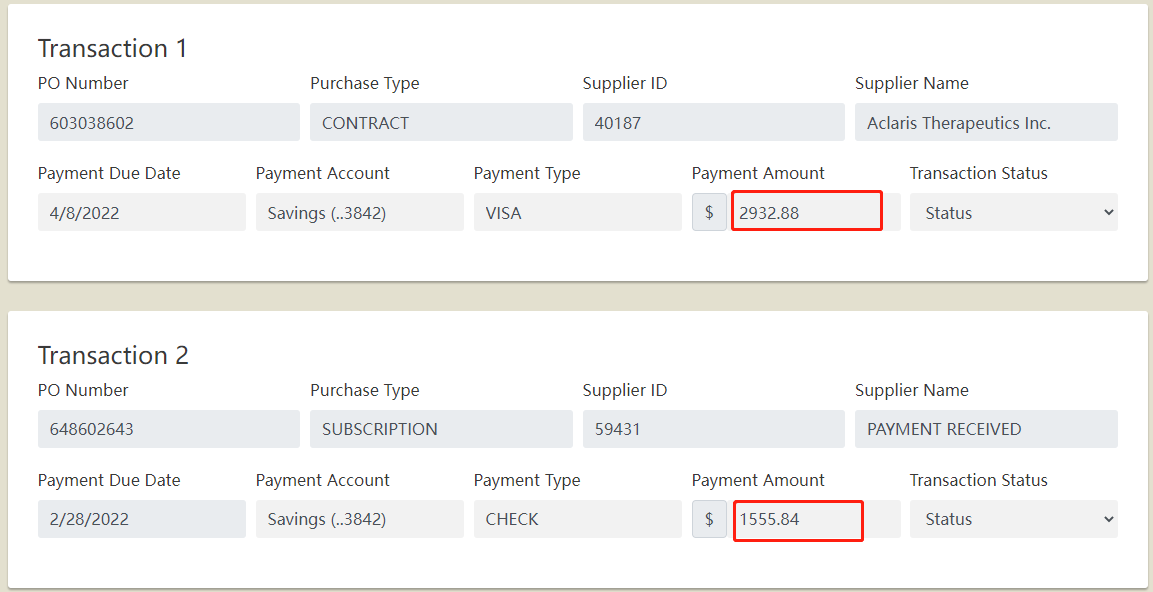 Transaction 1
PO Number Purchase Type Supplier ID Supplier Name
603038602 CONTRACT 40187 Aclaris Therapeutics Inc.
Payment Due Date Payment Account Payment Type Payment Amount Transaction Status
4/8/2022 Savings (..3842) VISA $ 2932.88 Status
Transaction 2
PO Number Purchase Type Supplier ID Supplier Name
648602643 SUBSCRIPTION 59431 PAYMENT RECEIVED
Payment Due Date Payment Account Payment Type Payment Amount Transaction Status
2/28/2022 Savings (..3842) CHECK $ 1555.84 Status